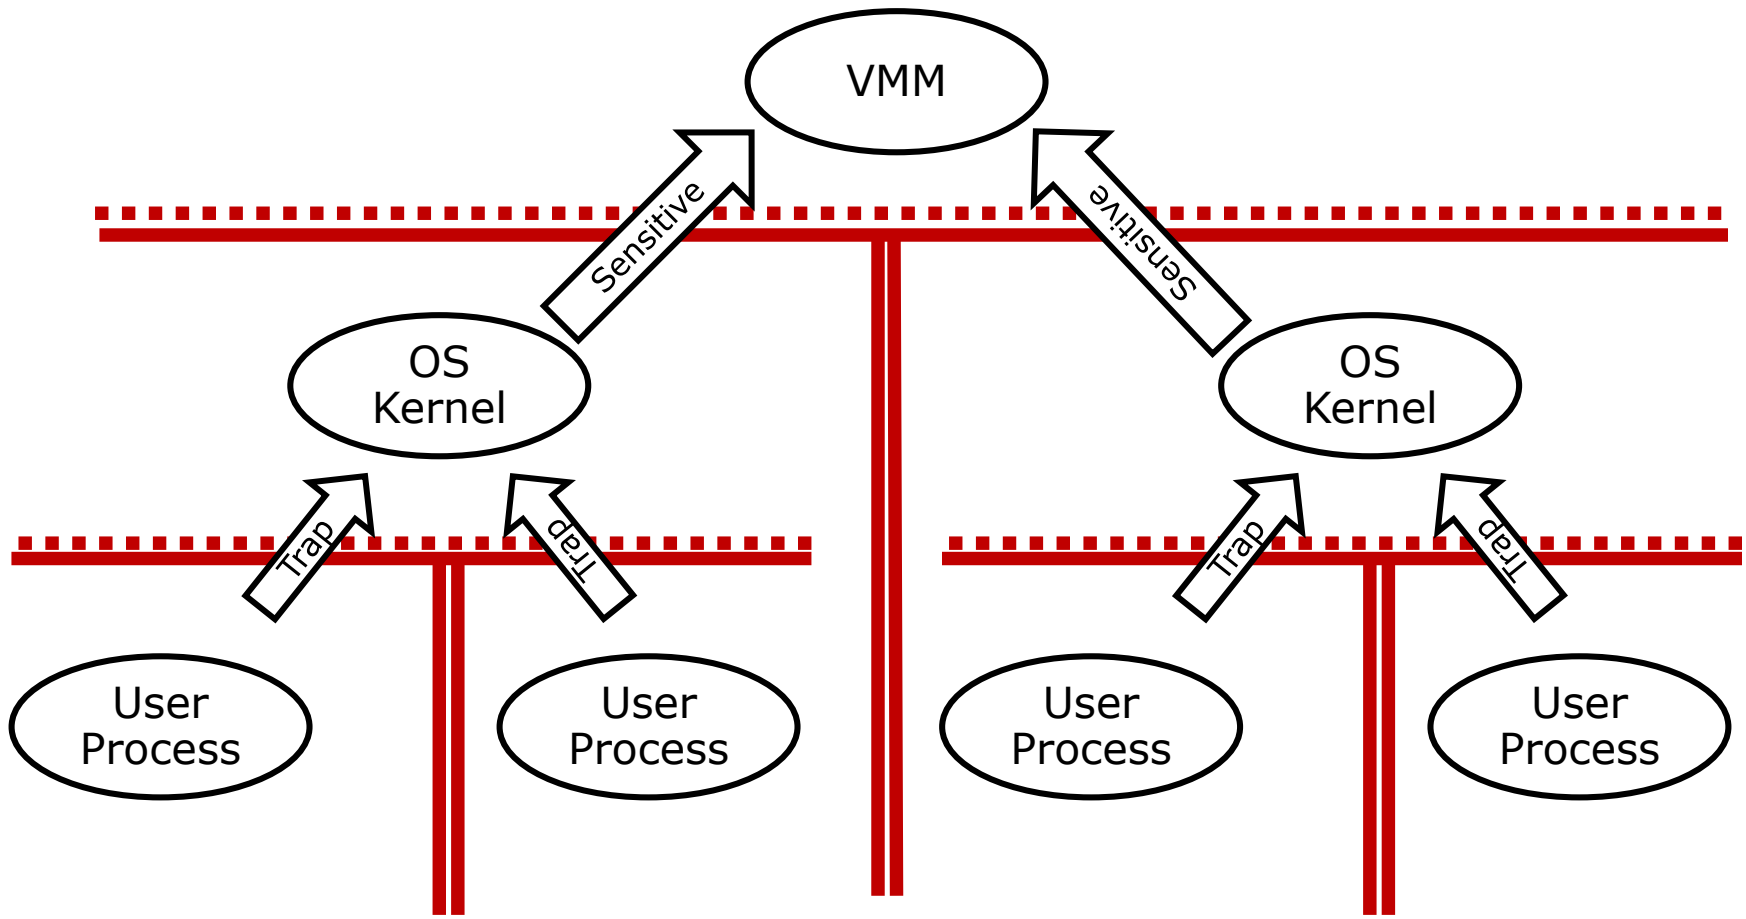 VMM
Sensitive
Sensitive
OS
Kernel
OS
Kernel
Trap
Trap
Trap
Trap
User
Process
User
Process
User
Process
User
Process